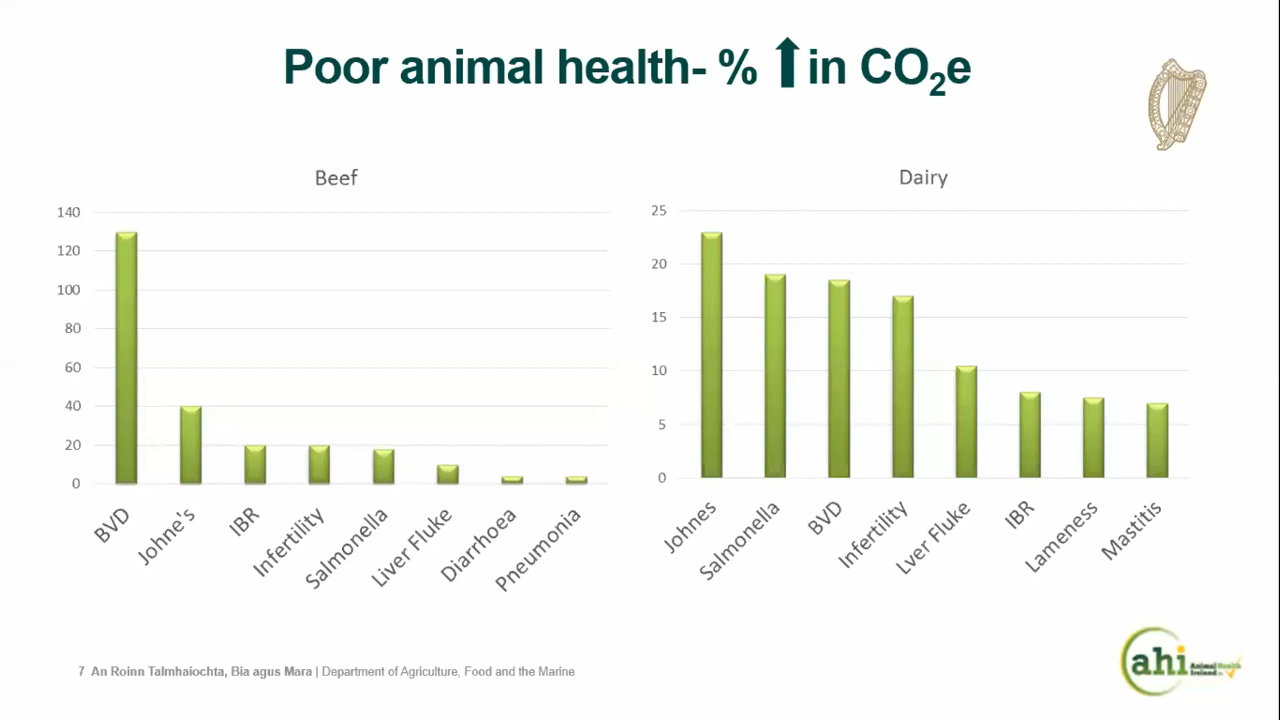 Poor animal health- % in CO2e
Beef
140
120
100
80
60
40
20
0
BVD
Johne's
IBR
Infertility
Salmonella
Liver Fluke
Diarrhoea
Pneumonia
Dairy
25
20
15
10
5
0
Johnes
Salmonella
BVD
Infertility
Lver Fluke
IBR
Lameness
Mastitis
7 An Roinn Talmhaíochta, Bia agus Mara | Department of Agriculture, Food and the Marine
ahi
Animal Health
Ireland